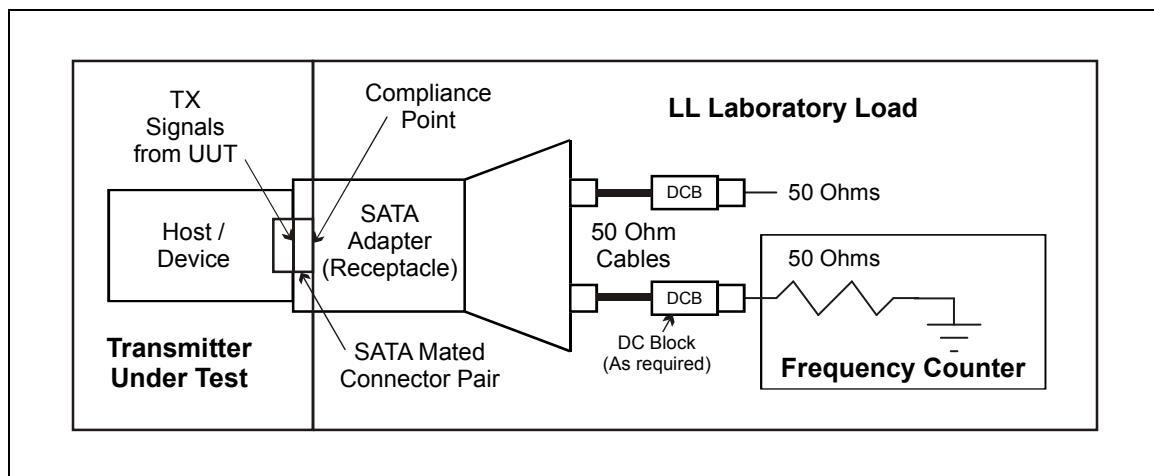 TX
Signals
from UUT
Compliance
Point
LL Laboratory Load
Host /
Device
SATA
Adapter
(Receptacle)
DCB
50 Ohms
50 Ohm
Cables
DCB
50 Ohms
DC Block
(As required)
Frequency Counter
Transmitter
Under Test
SATA Mated
Connector Pair